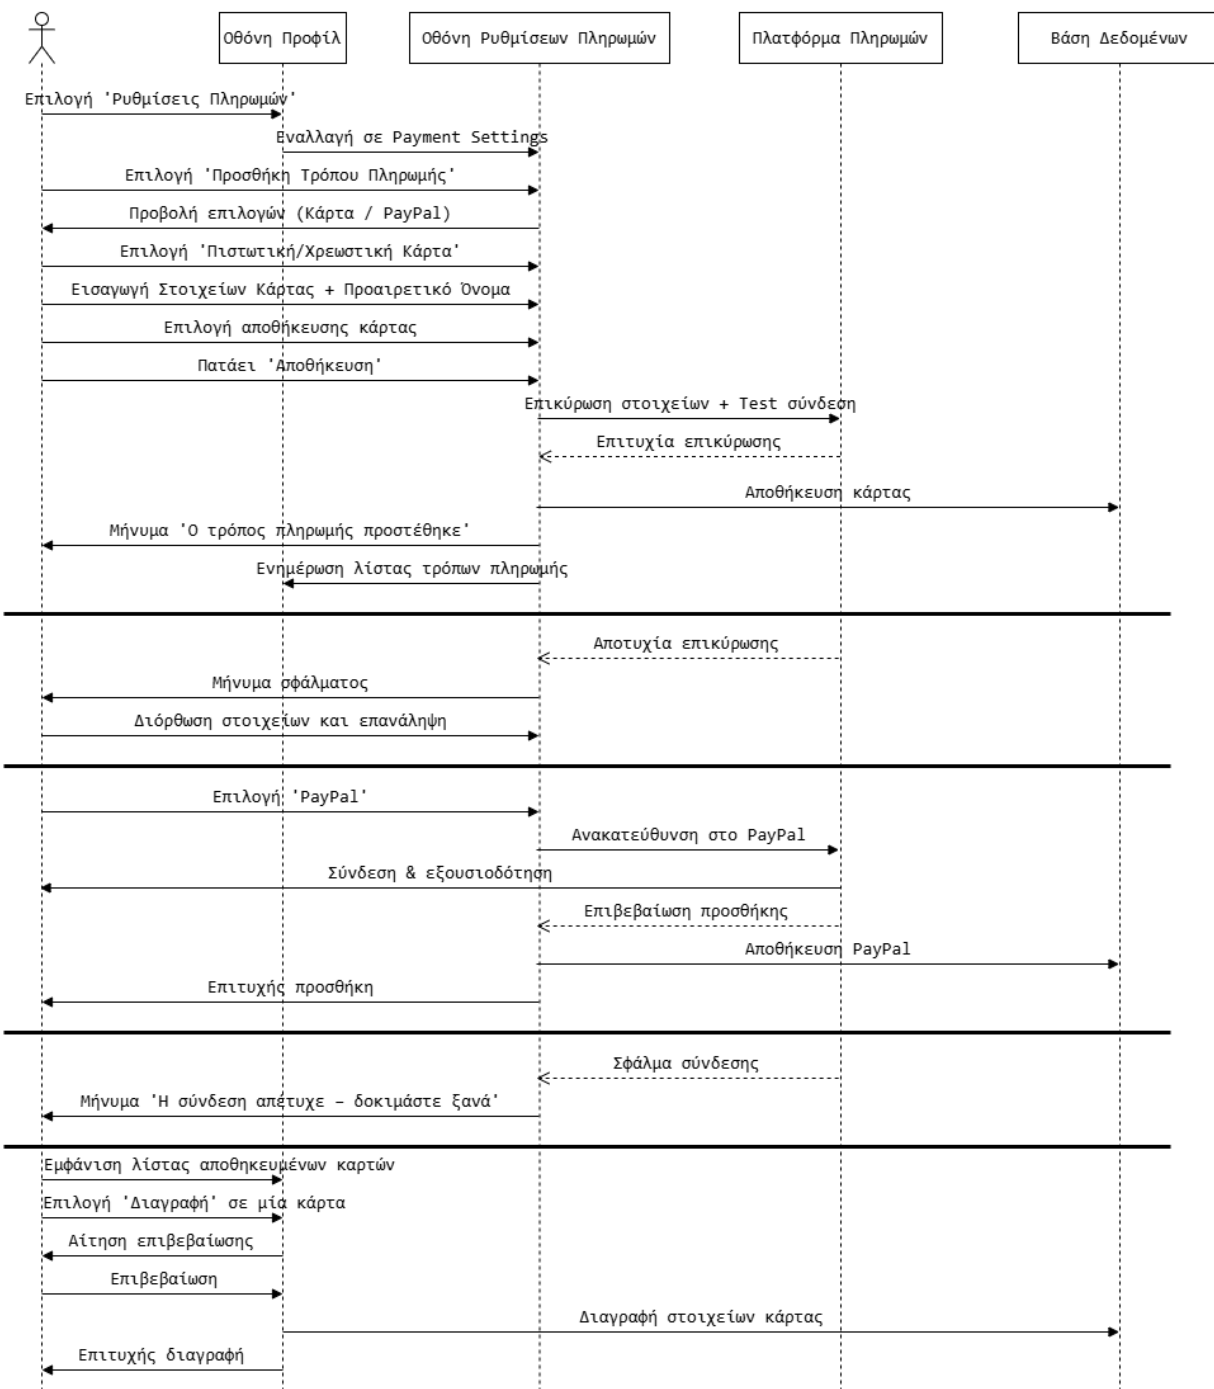 Οθόνη Προφίλ
Οθόνη Ρυθμίσεων Πληρωμών
Πλατφόρμα Πληρωμών
Βάση Δεδομένων
Επιλογή 'Ρυθμίσεις Πληρωμών'
Εναλλαγή σε Payment Settings
Επιλογή 'Προσθήκη Τρόπου Πληρωμής'
Προβολή επιλογών (Κάρτα / PayPal)
Επιλογή 'Πιστωτική/Χρεωστική Κάρτα'
Εισαγωγή Στοιχείων Κάρτας + Προαιρετικό Όνομα
Επιλογή αποθήκευσης κάρτας
Πατάει 'Αποθήκευση'
Επικύρωση στοιχείων + Test σύνδεση
Επιτυχία επικύρωσης
Αποθήκευση κάρτας
Μήνυμα 'Ο τρόπος πληρωμής προστέθηκε'
Ενημέρωση λίστας τρόπων πληρωμής
Αποτυχία επικύρωσης
Μήνυμα σφάλματος
Διόρθωση στοιχείων και επανάληψη
Επιλογή 'PayPal'
Ανακατεύθυνση στο PayPal
Σύνδεση & εξουσιοδότηση
Επιβεβαίωση προσθήκης
Αποθήκευση PayPal
Επιτυχής προσθήκη
Σφάλμα σύνδεσης
Μήνυμα 'Η σύνδεση απέτυχε – δοκιμάστε ξανά'
Εμφάνιση λίστας αποθηκευμένων καρτών
Επιλογή 'Διαγραφή' σε μία κάρτα
Αίτηση επιβεβαίωσης
Επιβεβαίωση
Διαγραφή στοιχείων κάρτας
Επιτυχής διαγραφή